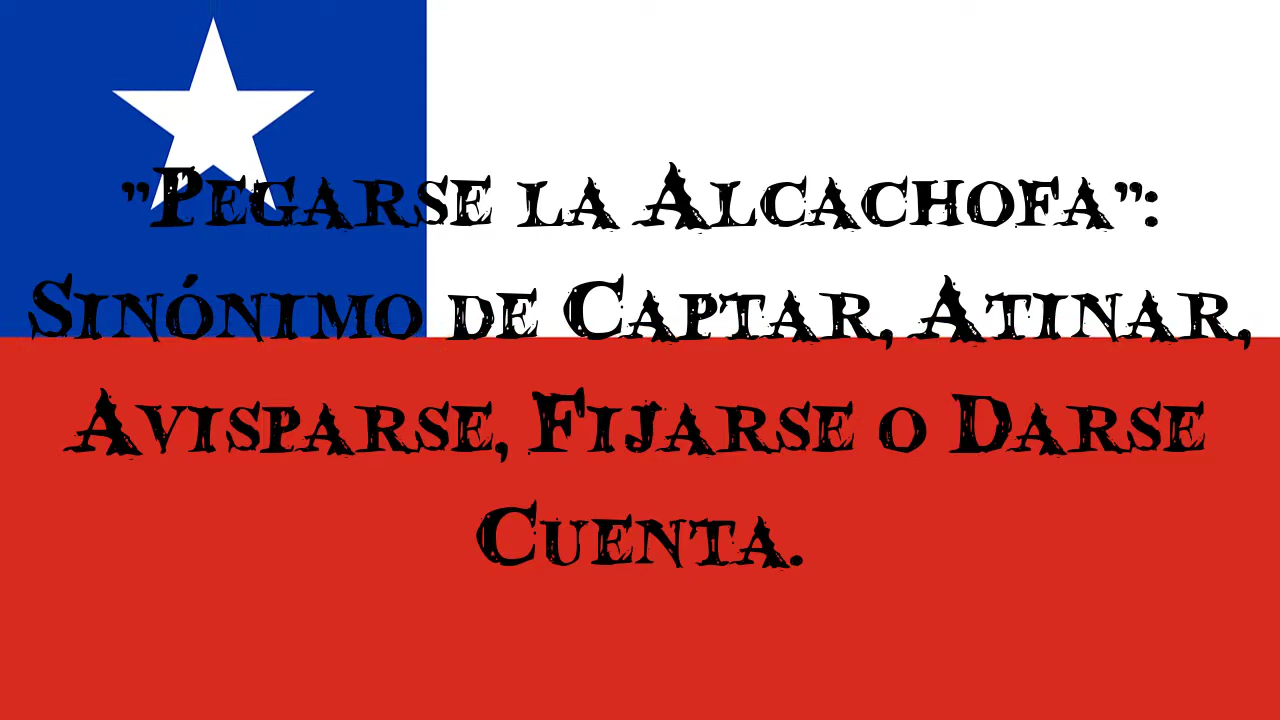 "Pegarse la Alcachofa":
Sinónimo de Captar, Atinar,
Avisparse, Fijarse o Darse
Cuenta.